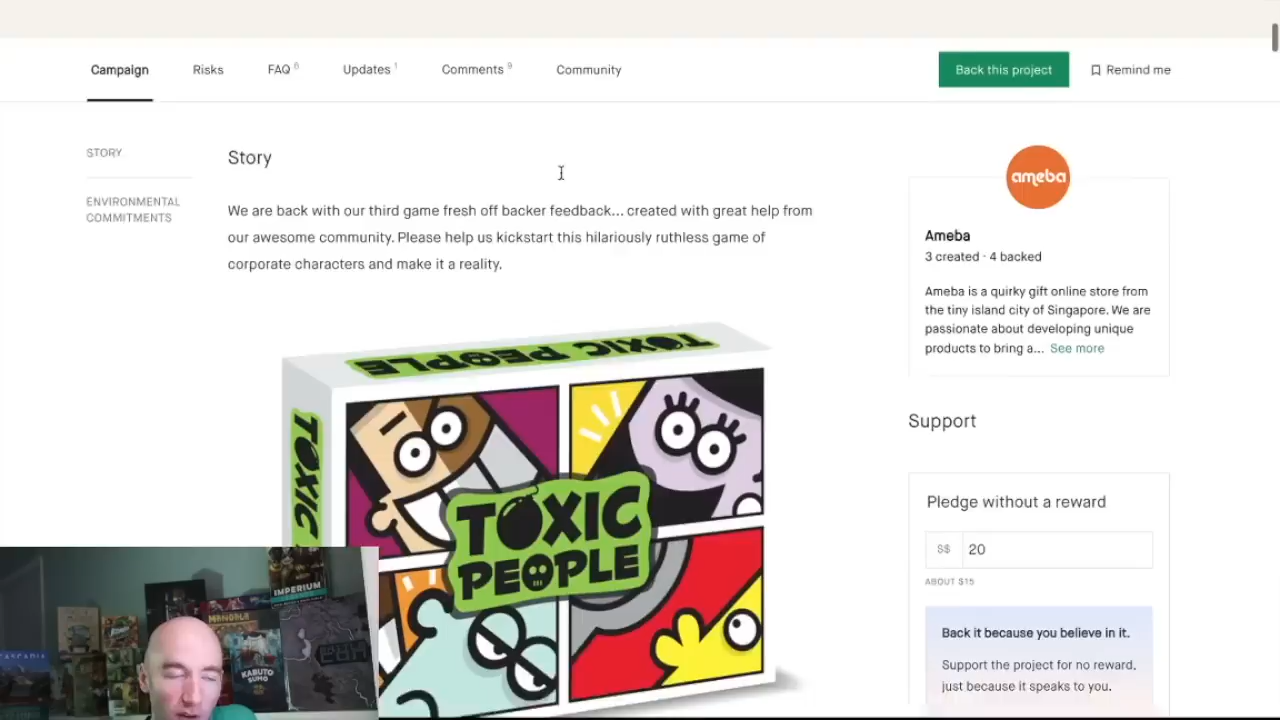 Campaign
Risks
FAQ 6
Updates 1
Comments 9
Community
Back this project
Remind me
STORY
ENVIRONMENTAL
COMMITMENTS
Story
We are back with our third game fresh off backer feedback... created with great help from
our awesome community. Please help us kickstart this hilariously ruthless game of
corporate characters and make it a reality.
TOXIC PEOPLE
TOXIC
TOXIC
PEOPLE
ameba
Ameba
3 created · 4 backed
Ameba is a quirky gift online store from
the tiny island city of Singapore. We are
passionate about developing unique
products to bring a... See more
Support
Pledge without a reward
S$ 20
ABOUT $15
Back it because you believe in it.
Support the project for no reward,
just because it speaks to you.
IMPERIUM
MANDALA
KABUTO
SUMO
CASCADIA